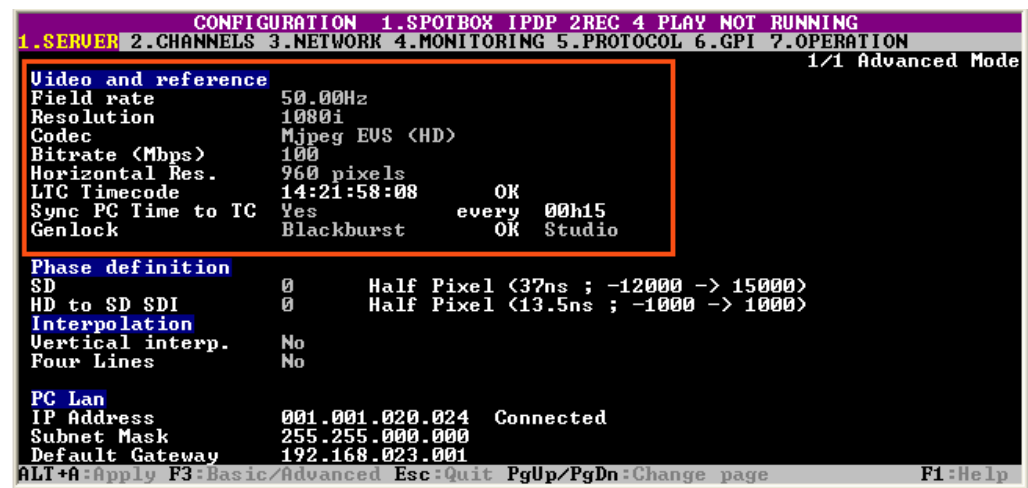 CONFIGURATION 1.SPOTBOX IPDP 2REC 4 PLAY NOT RUNNING
1.SERVER 2.CHANNELS 3.NETWORK 4.MONITORING 5.PROTOCOL 6.GPI 7.OPERATION
1/1 Advanced Mode
Video and reference
Field rate 50.00Hz
Resolution 1080i
Codec Mjpeg EVS (HD)
Bitrate (Mbps) 100
Horizontal Res. 960 pixels
LTC Timecode 14:21:58:08 OK
Sync PC Time to TC Yes every 00h15
Genlock Blackburst OK Studio
Phase definition
SD 0 Half Pixel (37ns ; -12000 -> 15000)
HD to SD SDI 0 Half Pixel (13.5ns ; -1000 -> 1000)
Interpolation
Vertical interp. No
Four Lines No
PC Lan
IP Address 001.001.020.024 Connected
Subnet Mask 255.255.000.000
Default Gateway 192.168.023.001
ALT+A:Apply F3:Basic/Advanced Esc:Quit PgUp/PgDn:Change page F1:Help